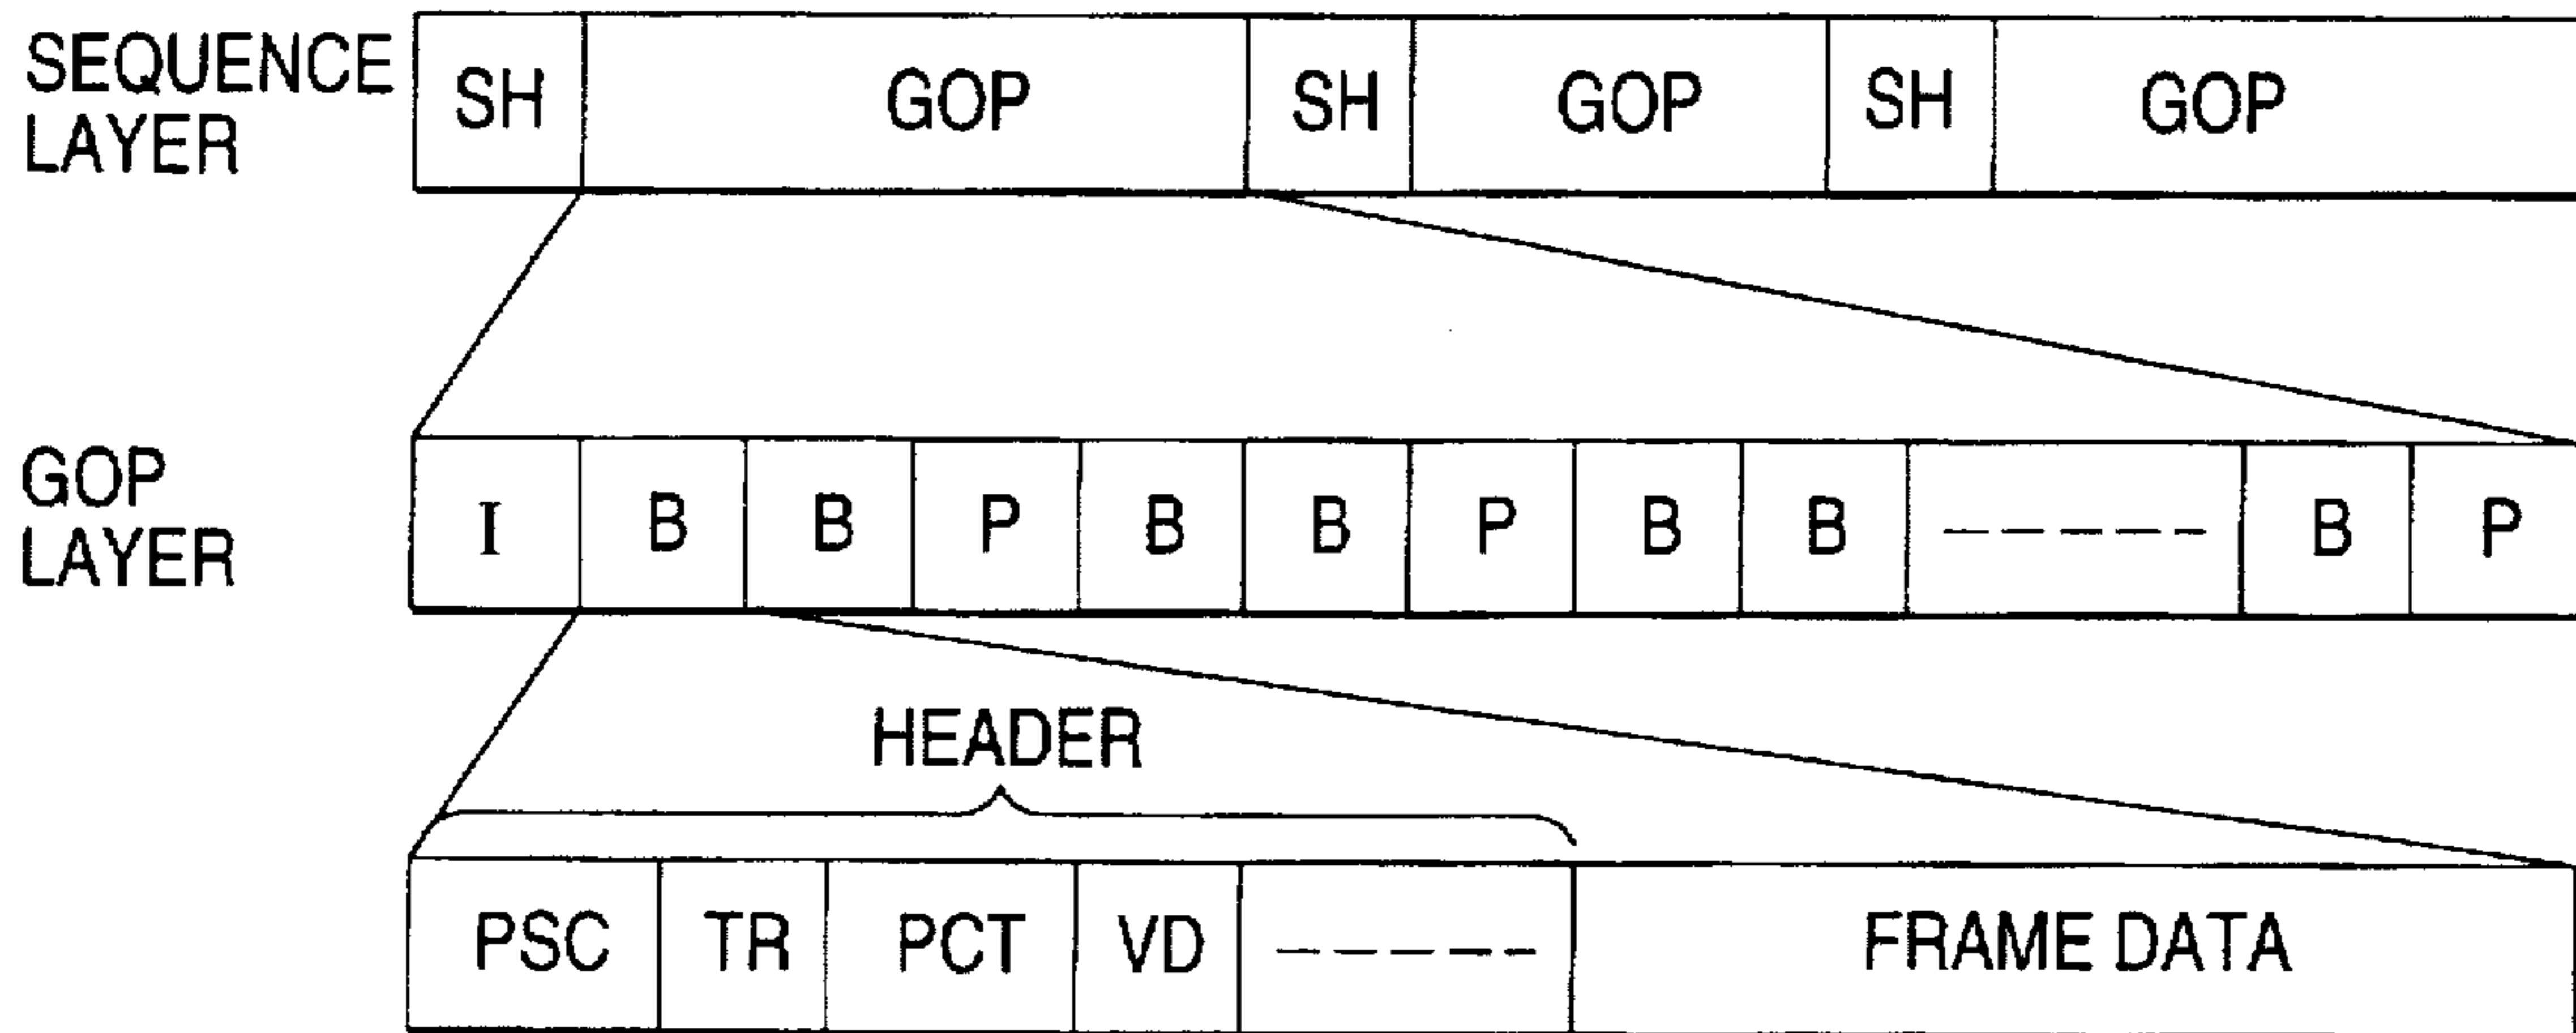 SEQUENCE
LAYER
SH GOP SH GOP SH GOP
GOP
LAYER
I B B P B B P B B ----- B P
HEADER
PSC TR PCT VD ----- FRAME DATA